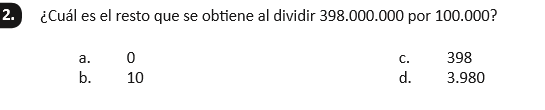 2. ¿Cuál es el resto que se obtiene al dividir 398.000.000 por 100.000?
a. 0 c. 398
b. 10 d. 3.980